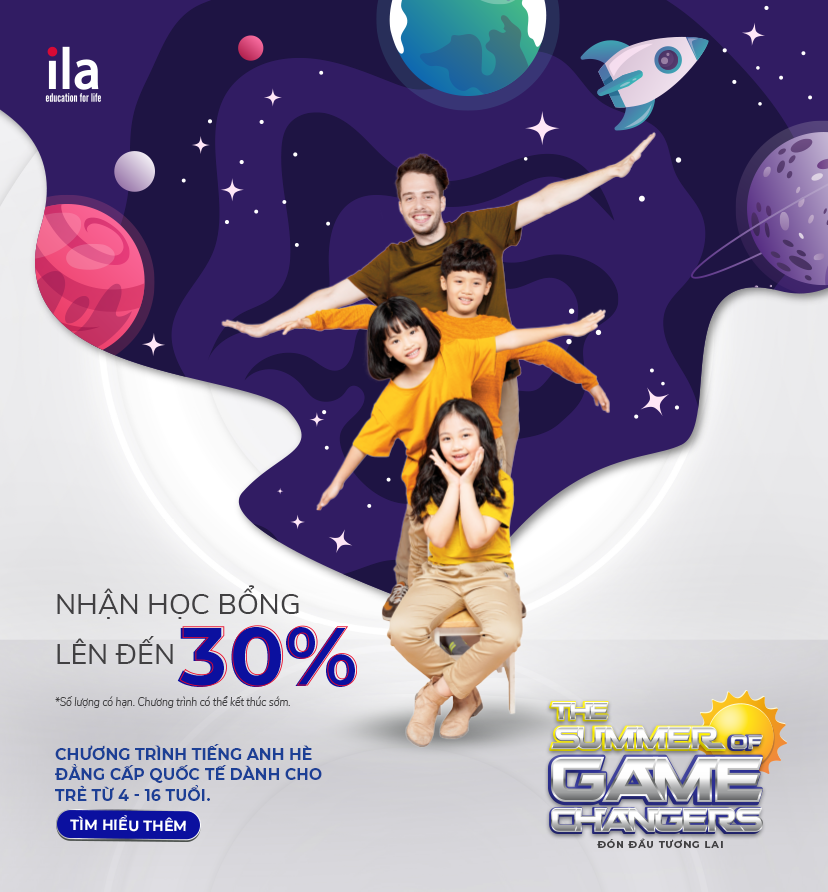 ila
education for life
NHẬN HỌC BỔNG
LÊN ĐẾN 30%
*Số lượng có hạn. Chương trình có thể kết thúc sớm.
CHƯƠNG TRÌNH TIẾNG ANH HÈ
ĐẲNG CẤP QUỐC TẾ DÀNH CHO
TRẺ TỪ 4 - 16 TUỔI.
TÌM HIỂU THÊM
THE
SUMMER OF
GAME
CHANGERS
ĐÓN ĐẦU TƯƠNG LAI